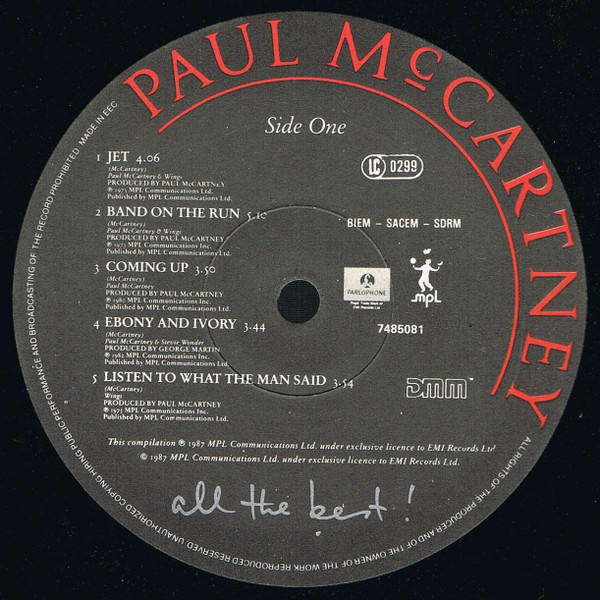 PAUL McCARTNEY
Side One
1 JET 4.06
(McCartney)
Paul McCartney & Wings
PRODUCED BY PAUL McCARTNEY
℗ 1973 MPL Communications Ltd.
Published by MPL Communications Ltd.
2 BAND ON THE RUN 5.10
(McCartney)
Paul McCartney & Wings
PRODUCED BY PAUL McCARTNEY
℗ 1973 MPL Communications Inc.
Published by MPL Communications Ltd.
3 COMING UP 3.50
(McCartney)
Paul McCartney
PRODUCED BY PAUL McCARTNEY
℗ 1980 MPL Communications Inc.
Published by MPL Communications Ltd.
4 EBONY AND IVORY 3.44
(McCartney)
Paul McCartney & Stevie Wonder
PRODUCED BY GEORGE MARTIN
℗ 1982 MPL Communications Inc.
Published by MPL Communications Ltd.
5 LISTEN TO WHAT THE MAN SAID 3.54
(McCartney)
Wings
PRODUCED BY PAUL McCARTNEY
℗ 1975 MPL Communications Inc.
Published by MPL Communications Ltd.
LC 0299
BIEM – SACEM – SDRM
PARLOPHONE
MPL
7485081
DMM™
This compilation ℗ 1987 MPL Communications Ltd. under exclusive licence to EMI Records Ltd
© 1987 MPL Communications Ltd. under exclusive licence to EMI Records Ltd.
all the best!
ALL RIGHTS OF THE PRODUCER AND OF THE OWNER OF THE WORK REPRODUCED RESERVED UNAUTHORIZED COPYING HIRING PUBLIC PERFORMANCE AND BROADCASTING OF THE RECORD PROHIBITED MADE IN EEC